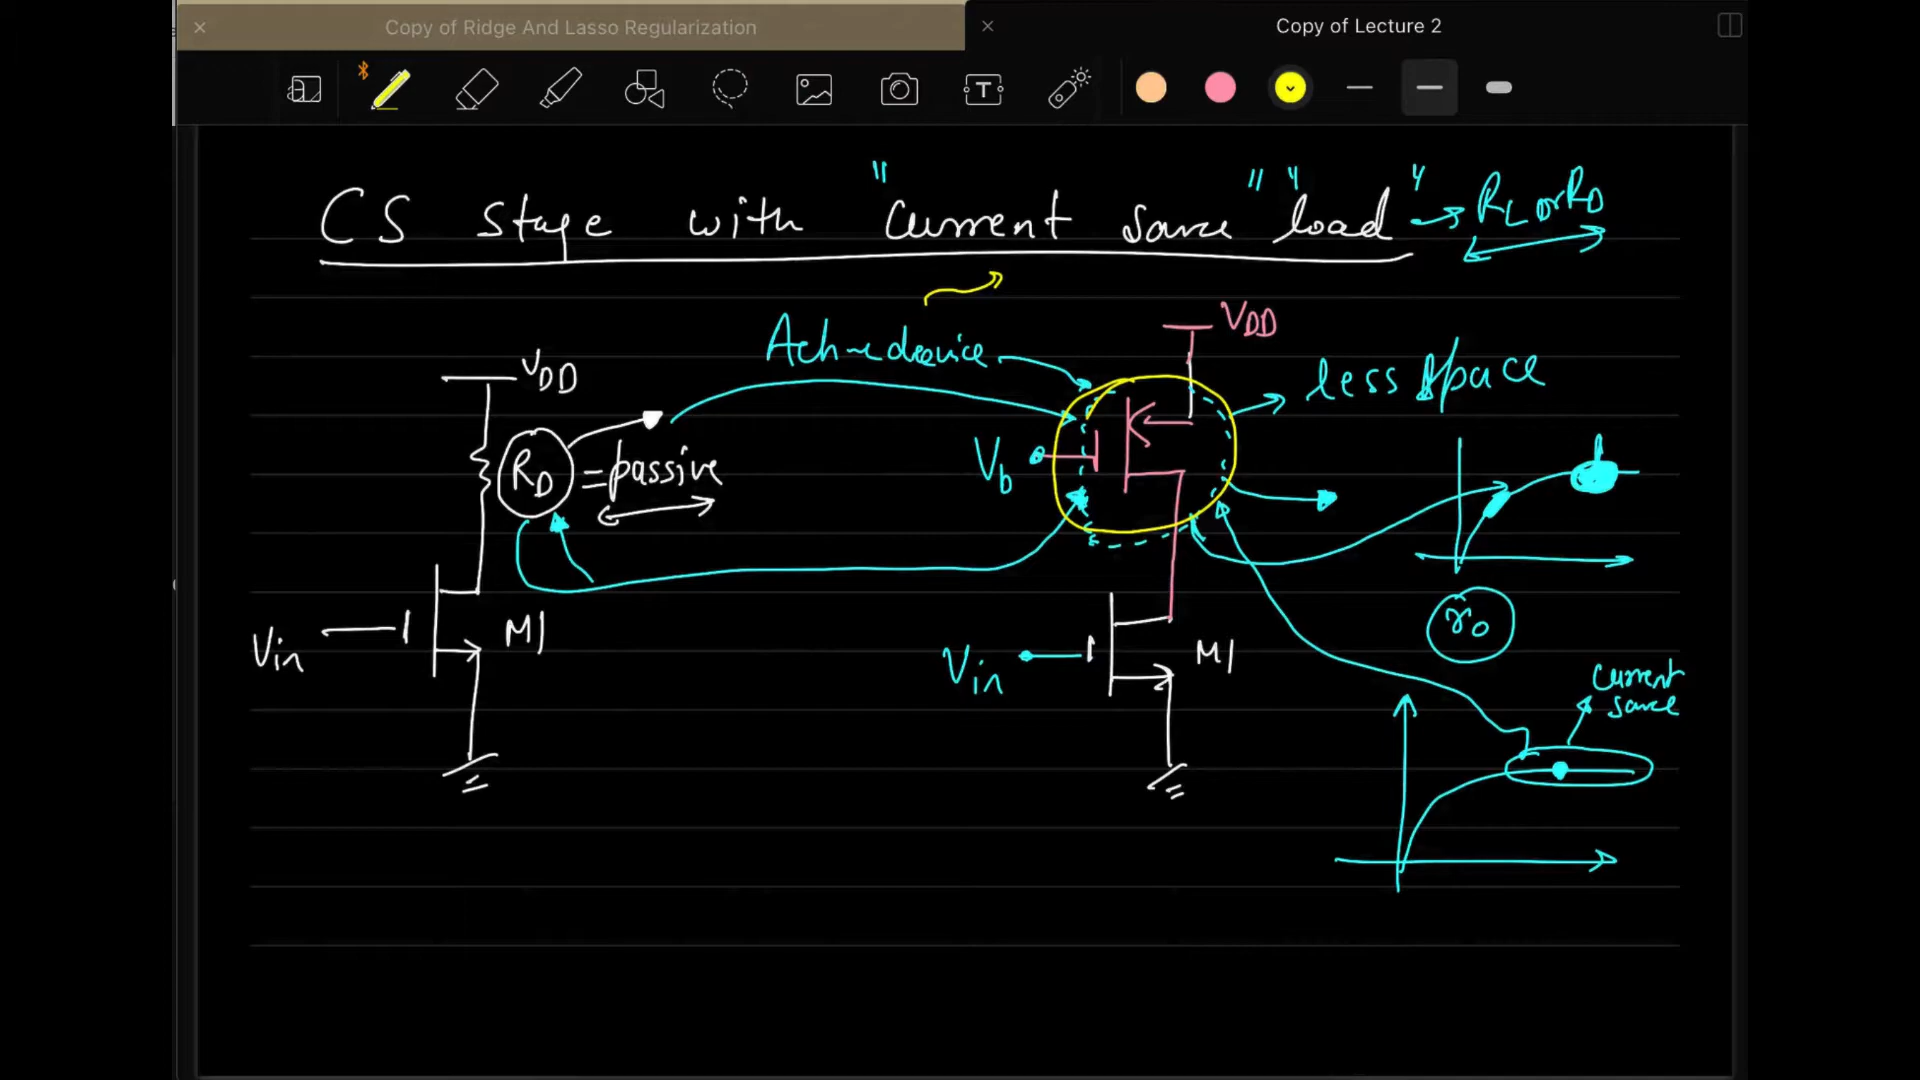 Copy of Ridge And Lasso Regularization
Copy of Lecture 2
T
CS stage with "Current source" "load" → RL or RD
VDD
Active device
less space
VDD
RD = passive
Vb
Vin
M1
Vin
M1
ro
Current source